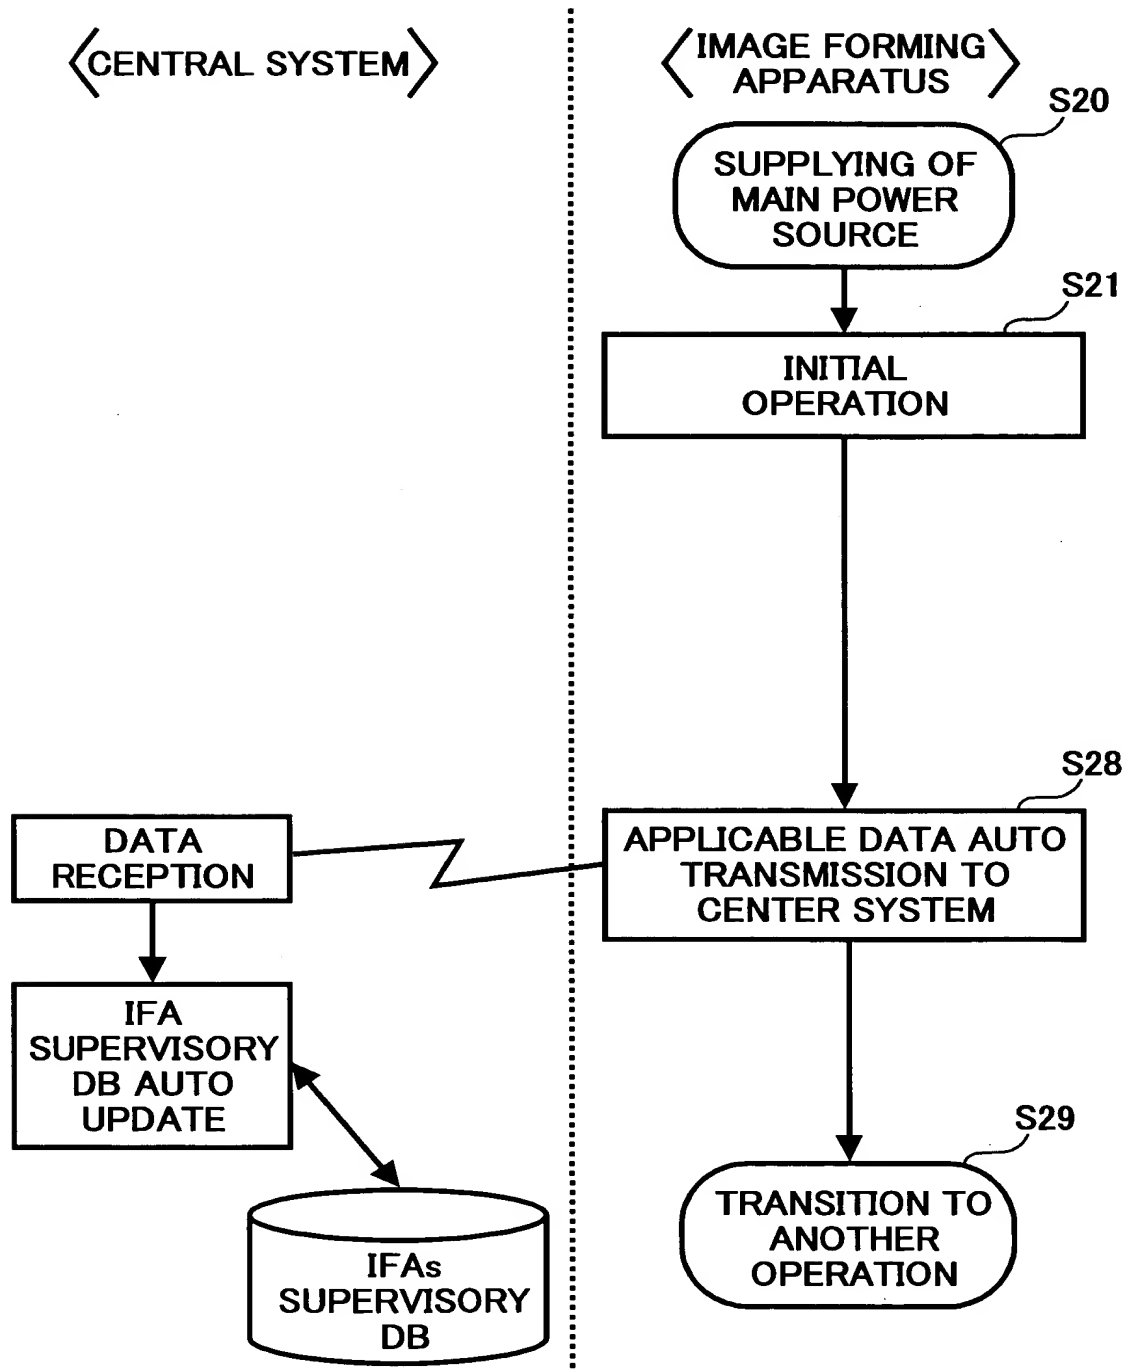 CENTRAL SYSTEM
IMAGE FORMING
APPARATUS
S20
SUPPLYING OF
MAIN POWER
SOURCE
S21
INITIAL
OPERATION
S28
APPLICABLE DATA AUTO
TRANSMISSION TO
CENTER SYSTEM
DATA
RECEPTION
IFA
SUPERVISORY
DB AUTO
UPDATE
IFAs
SUPERVISORY
DB
S29
TRANSITION TO
ANOTHER
OPERATION